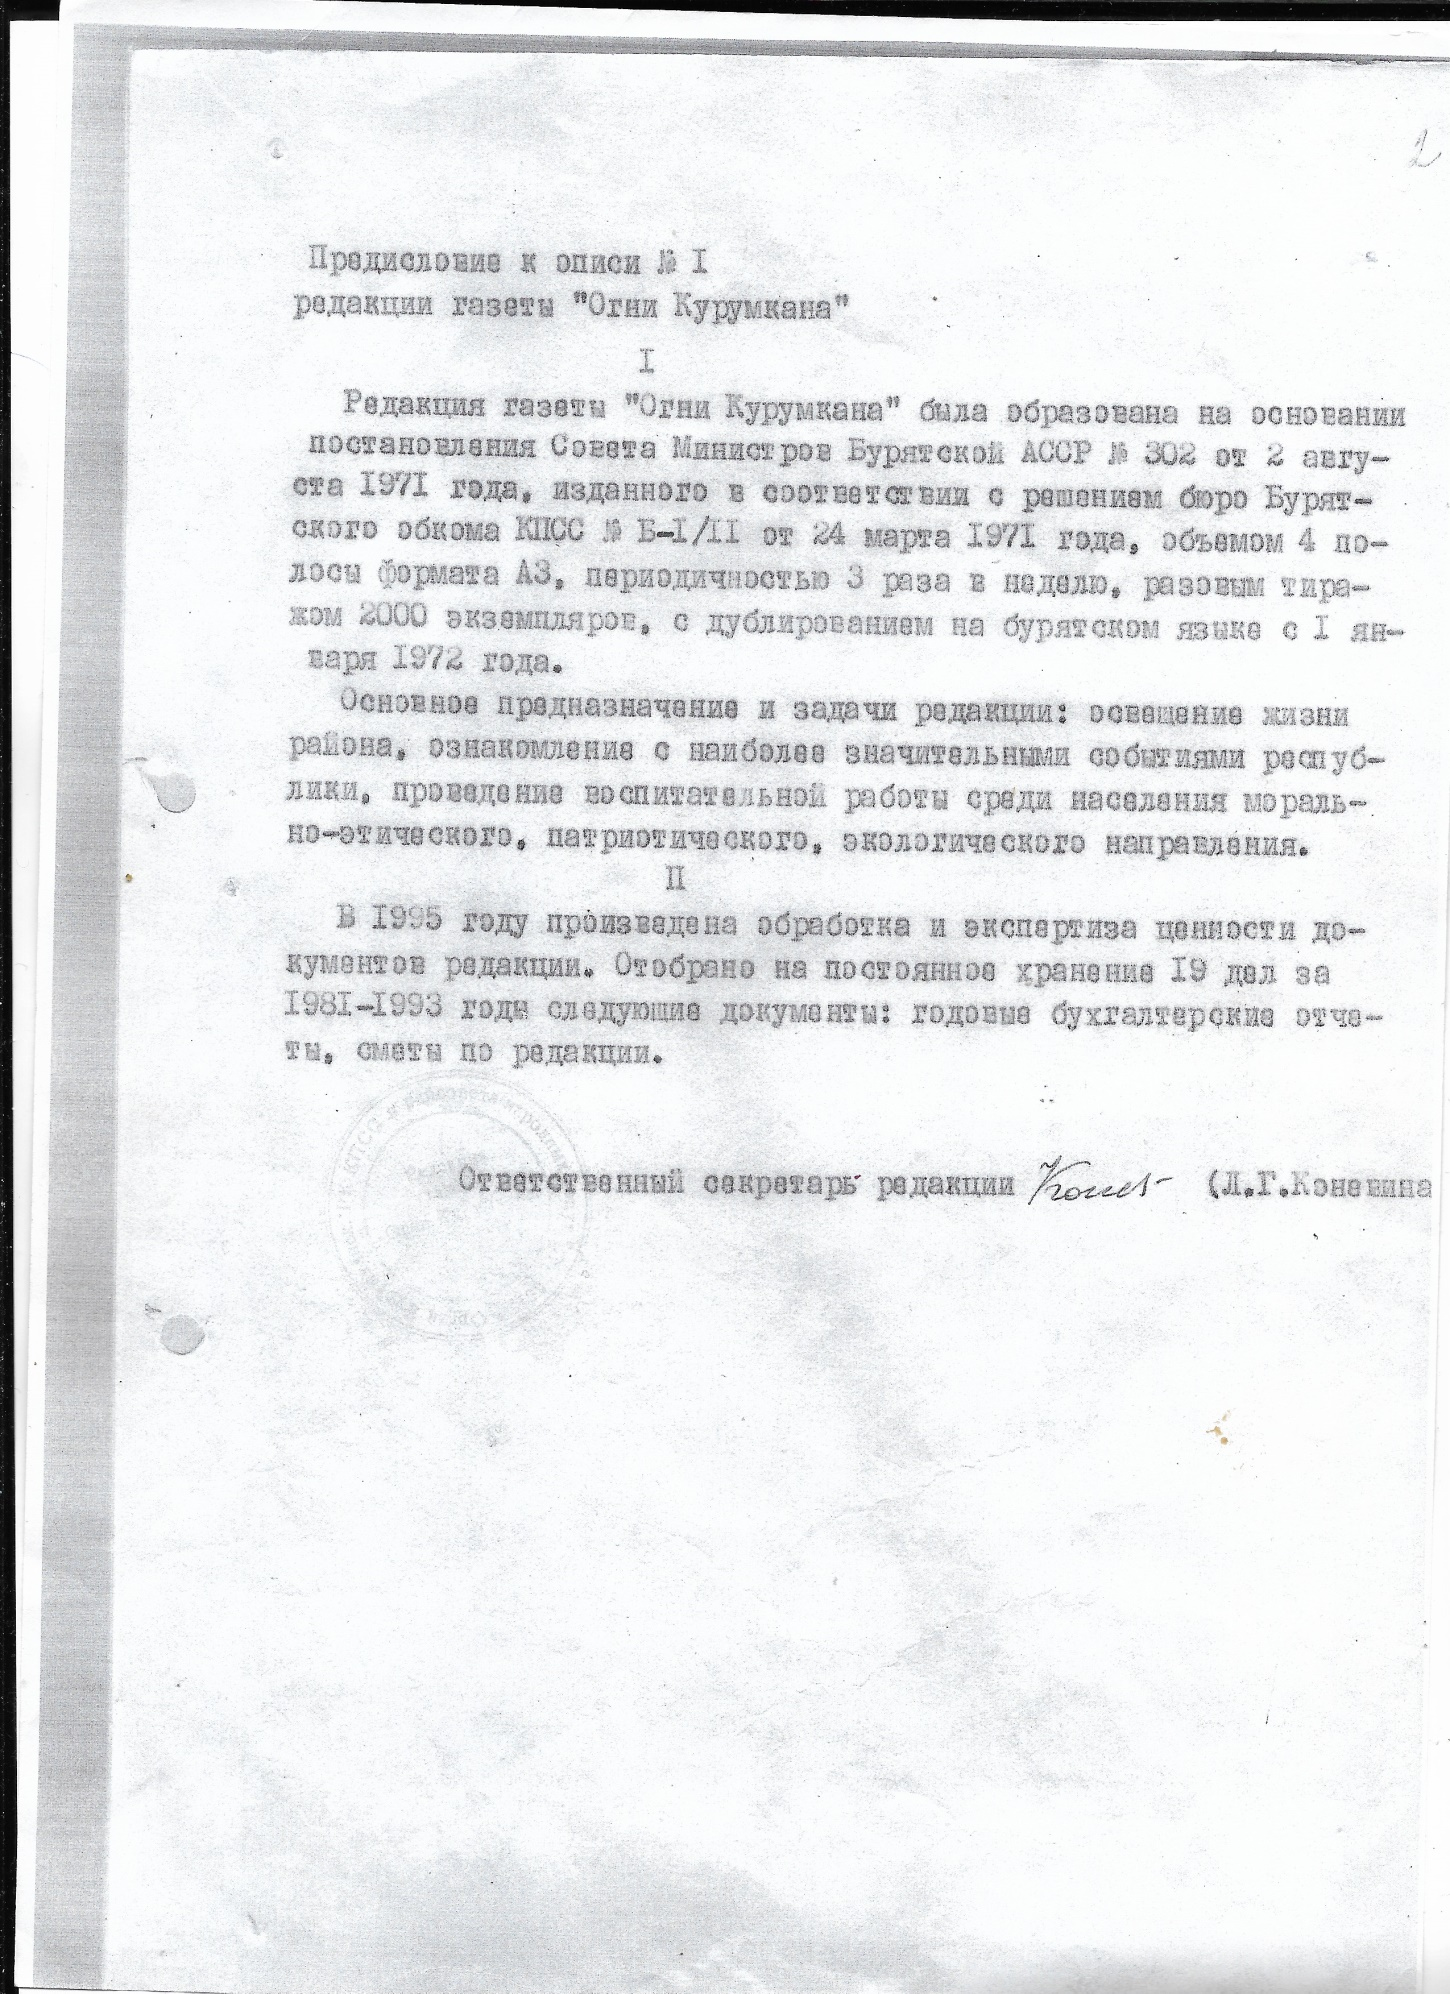 2
Предисловие к описи № I
редакции газеты "Огни Курумкана"
I
Редакция газеты "Огни Курумкана" была образована на основании
постановления Совета Министров Бурятской АССР № 302 от 2 авгу-
ста 1971 года, изданного в соответствии с решением бюро Бурят-
ского обкома КПСС № Б-I/II от 24 марта 1971 года, объемом 4 по-
лосы формата А3, периодичностью 3 раза в неделю, разовым тира-
жом 2000 экземпляров, с дублированием на бурятском языке с I ян-
варя 1972 года.
Основное предназначение и задачи редакции: освещение жизни
района, ознакомление с наиболее значительными событиями респуб-
лики, проведение воспитательной работы среди населения мораль-
но-этического, патриотического, экологического направления.
II
В 1995 году произведена обработка и экспертиза ценности до-
кументов редакции. Отобрано на постоянное хранение 19 дел за
1981-1993 годы следующие документы: годовые бухгалтерские отче-
ты, сметы по редакции.
Ответственный секретарь редакции (Л.Г.Коневина